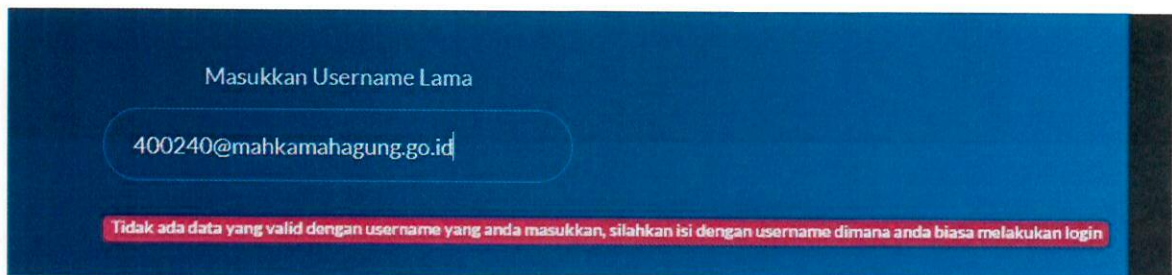 Masukkan Username Lama
400240@mahkamahagung.go.id
Tidak ada data yang valid dengan username yang anda masukkan, silahkan isi dengan username dimana anda biasa melakukan login